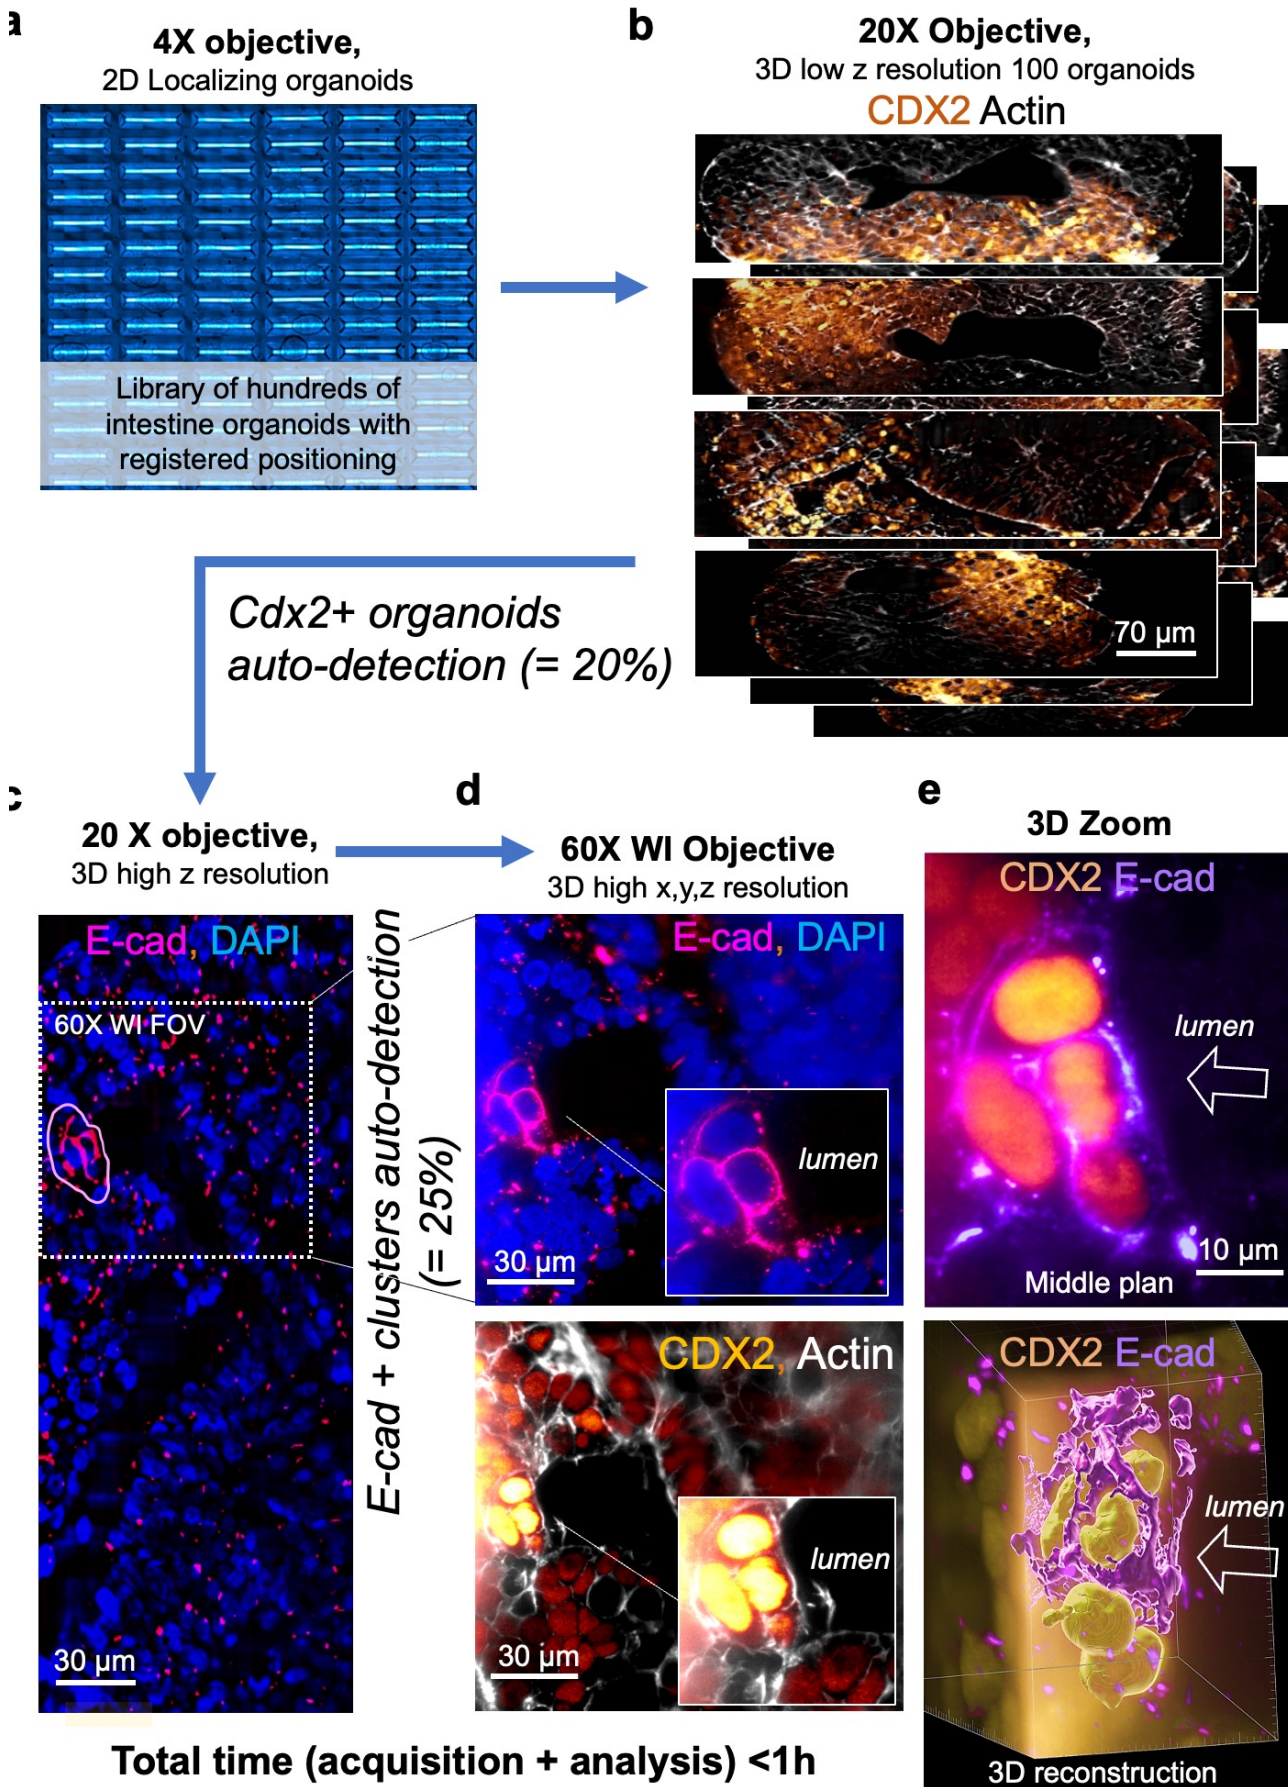 a
4X objective,
2D Localizing organoids
Library of hundreds of
intestine organoids with
registered positioning
b
20X Objective,
3D low z resolution 100 organoids
CDX2 Actin
70 µm
Cdx2+ organoids
auto-detection (= 20%)
c
20 X objective,
3D high z resolution
E-cad, DAPI
60X WI FOV
30 µm
E-cad + clusters auto-detection
(= 25%)
d
60X WI Objective
3D high x,y,z resolution
E-cad, DAPI
lumen
30 µm
CDX2, Actin
lumen
30 µm
e
3D Zoom
CDX2 E-cad
lumen
10 µm
Middle plan
CDX2 E-cad
lumen
3D reconstruction
Total time (acquisition + analysis) <1h